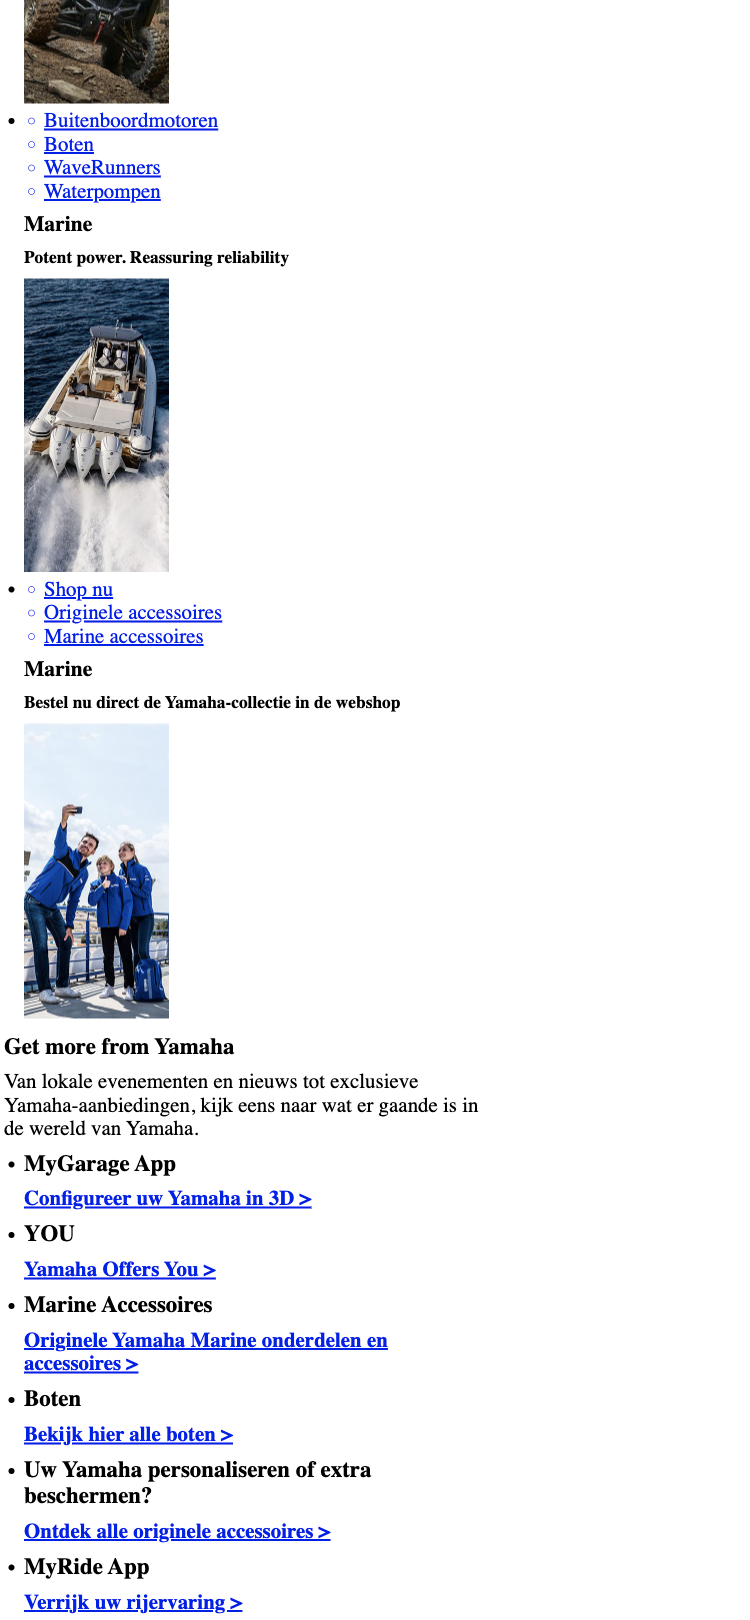 Buitenboordmotoren
Boten
WaveRunners
Waterpompen
Marine
Potent power. Reassuring reliability
Shop nu
Originele accessoires
Marine accessoires
Marine
Bestel nu direct de Yamaha-collectie in de webshop
Get more from Yamaha
Van lokale evenementen en nieuws tot exclusieve
Yamaha-aanbiedingen, kijk eens naar wat er gaande is in
de wereld van Yamaha.
MyGarage App
Configureer uw Yamaha in 3D >
YOU
Yamaha Offers You >
Marine Accessoires
Originele Yamaha Marine onderdelen en
accessoires >
Boten
Bekijk hier alle boten >
Uw Yamaha personaliseren of extra
beschermen?
Ontdek alle originele accessoires >
MyRide App
Verrijk uw rijervaring >